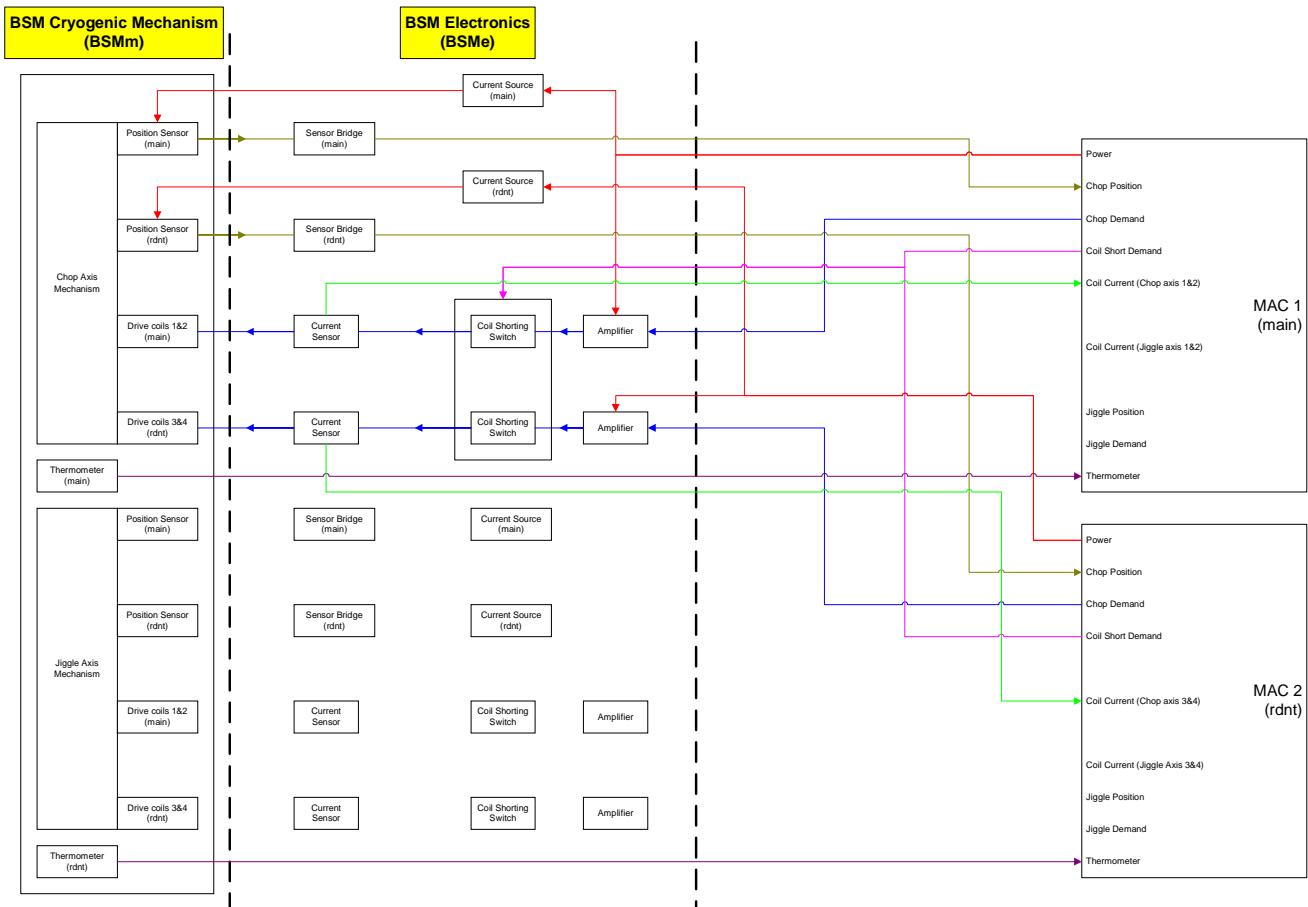 BSM Cryogenic Mechanism
(BSMm)
BSM Electronics
(BSMe)
Current Source
(main)
Position Sensor
(main)
Sensor Bridge
(main)
Current Source
(rdnt)
Position Sensor
(rdnt)
Sensor Bridge
(rdnt)
Chop Axis
Mechanism
Drive coils 1&2
(main)
Current
Sensor
Coil Shorting
Switch
Amplifier
Drive coils 3&4
(rdnt)
Current
Sensor
Coil Shorting
Switch
Amplifier
Thermometer
(main)
Power
Chop Position
Chop Demand
Coil Short Demand
Coil Current (Chop axis 1&2)
MAC 1
(main)
Coil Current (Jiggle axis 1&2)
Jiggle Position
Jiggle Demand
Thermometer
Position Sensor
(main)
Sensor Bridge
(main)
Current Source
(main)
Position Sensor
(rdnt)
Sensor Bridge
(rdnt)
Current Source
(rdnt)
Jiggle Axis
Mechanism
Drive coils 1&2
(main)
Current
Sensor
Coil Shorting
Switch
Amplifier
Drive coils 3&4
(rdnt)
Current
Sensor
Coil Shorting
Switch
Amplifier
Thermometer
(rdnt)
Power
Chop Position
Chop Demand
Coil Short Demand
Coil Current (Chop axis 3&4)
MAC 2
(rdnt)
Coil Current (Jiggle Axis 3&4)
Jiggle Position
Jiggle Demand
Thermometer